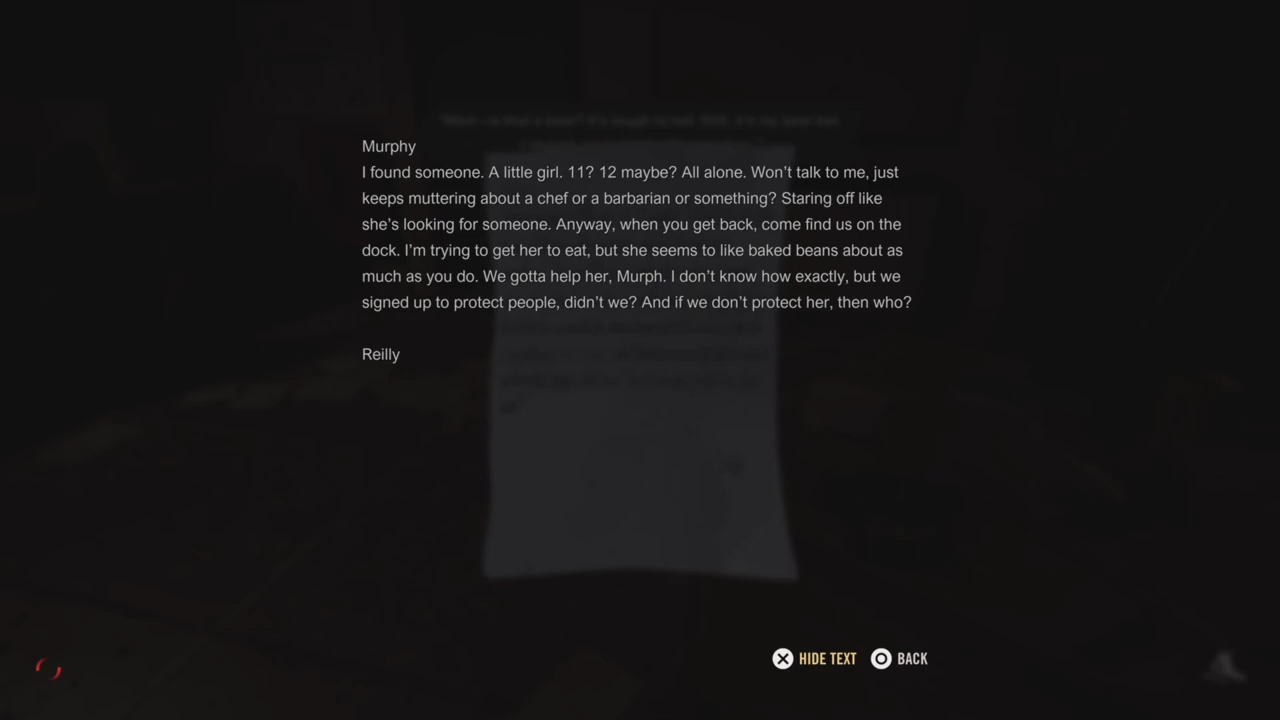 Murphy
I found someone. A little girl. 11? 12 maybe? All alone. Won't talk to me, just
keeps muttering about a chef or a barbarian or something? Staring off like
she's looking for someone. Anyway, when you get back, come find us on the
dock. I'm trying to get her to eat, but she seems to like baked beans about as
much as you do. We gotta help her, Murph. I don't know how exactly, but we
signed up to protect people, didn't we? And if we don't protect her, then who?
Reilly
HIDE TEXT BACK